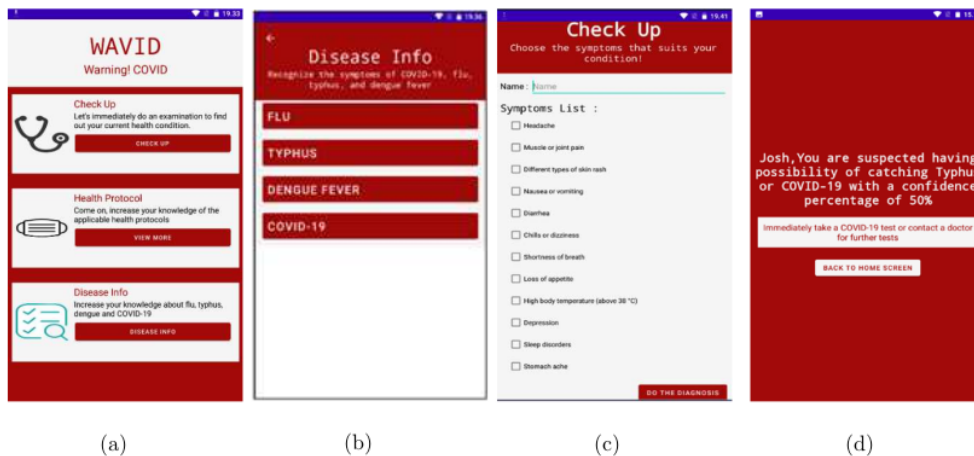 19.33
WAVID
Warning! COVID
Check Up
Let's immediately do an examination to find
out your current health condition.
CHECK UP
Health Protocol
Come on, increase your knowledge of the
applicable health protocols
VIEW MORE
Disease Info
Increase your knowledge about flu, typhus,
dengue and COVID-19
DISEASE INFO
(a)
19.36
Disease Info
Recognize the symptoms of COVID-19, flu,
typhus, and dengue fever
FLU
TYPHUS
DENGUE FEVER
COVID-19
(b)
19.41
Check Up
Choose the symptoms that suits your
condition!
Name : Name
Symptoms List :
Headache
Muscle or joint pain
Different types of skin rash
Nausea or vomiting
Diarrhea
Chills or dizziness
Shortness of breath
Loss of appetite
High body temperature (above 38 °C)
Depression
Sleep disorders
Stomach ache
DO THE DIAGNOSIS
(c)
15.
Josh,You are suspected having
possibility of catching Typhu
or COVID-19 with a confidence
percentage of 50%
Immediately take a COVID-19 test or contact a doctor
for further tests
BACK TO HOME SCREEN
(d)